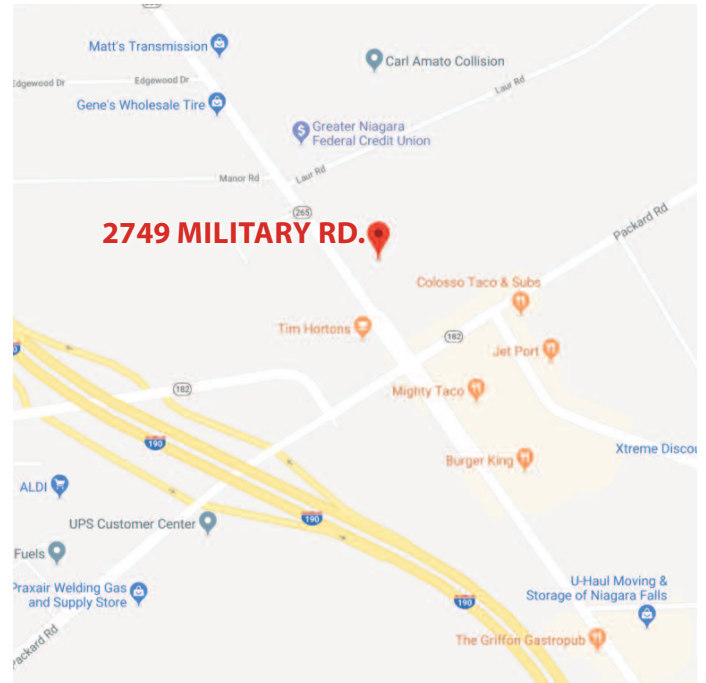 Matt's Transmission
Carl Amato Collision
Edgewood Dr
Edgewood Dr
Laur Rd
Gene's Wholesale Tire
Greater Niagara
Federal Credit Union
Manor Rd
Laur Rd
265
Packard Rd
2749 MILITARY RD.
Colosso Taco & Subs
Tim Hortons
182
Jet Port
182
Mighty Taco
190
Burger King
Xtreme Discou
ALDI
190
UPS Customer Center
Fuels
Praxair Welding Gas
and Supply Store
U-Haul Moving &
Storage of Niagara Falls
190
Packard Rd
The Griffon Gastropub